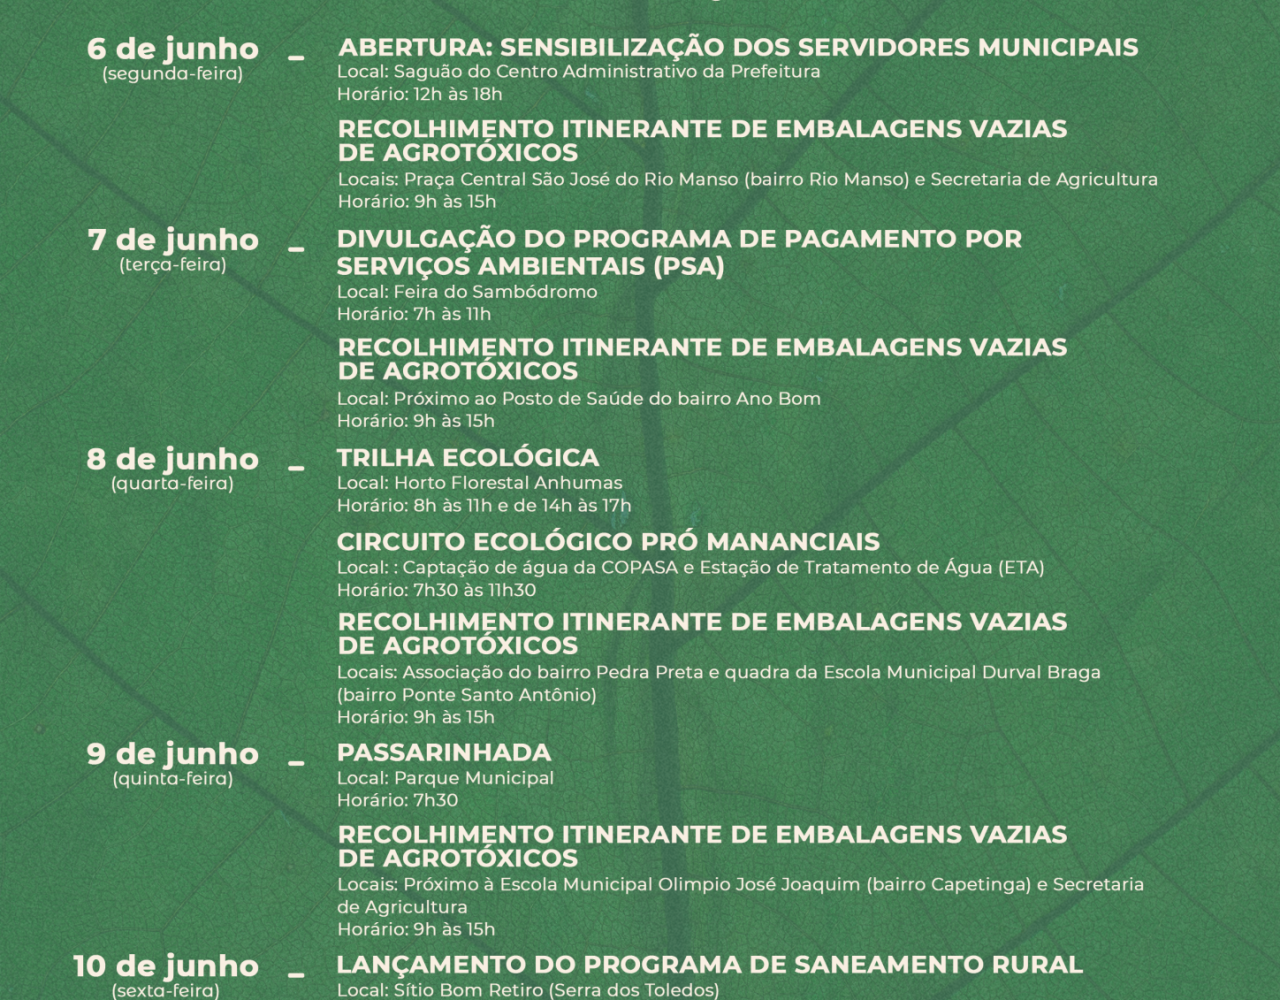 6 de junho
(segunda-feira)
–
ABERTURA: SENSIBILIZAÇÃO DOS SERVIDORES MUNICIPAIS
Local: Saguão do Centro Administrativo da Prefeitura
Horário: 12h às 18h
RECOLHIMENTO ITINERANTE DE EMBALAGENS VAZIAS
DE AGROTÓXICOS
Locais: Praça Central São José do Rio Manso (bairro Rio Manso) e Secretaria de Agricultura
Horário: 9h às 15h
7 de junho
(terça-feira)
–
DIVULGAÇÃO DO PROGRAMA DE PAGAMENTO POR
SERVIÇOS AMBIENTAIS (PSA)
Local: Feira do Sambódromo
Horário: 7h às 11h
RECOLHIMENTO ITINERANTE DE EMBALAGENS VAZIAS
DE AGROTÓXICOS
Local: Próximo ao Posto de Saúde do bairro Ano Bom
Horário: 9h às 15h
8 de junho
(quarta-feira)
–
TRILHA ECOLÓGICA
Local: Horto Florestal Anhumas
Horário: 8h às 11h e de 14h às 17h
CIRCUITO ECOLÓGICO PRÓ MANANCIAIS
Local: : Captação de água da COPASA e Estação de Tratamento de Água (ETA)
Horário: 7h30 às 11h30
RECOLHIMENTO ITINERANTE DE EMBALAGENS VAZIAS
DE AGROTÓXICOS
Locais: Associação do bairro Pedra Preta e quadra da Escola Municipal Durval Braga
(bairro Ponte Santo Antônio)
Horário: 9h às 15h
9 de junho
(quinta-feira)
–
PASSARINHADA
Local: Parque Municipal
Horário: 7h30
RECOLHIMENTO ITINERANTE DE EMBALAGENS VAZIAS
DE AGROTÓXICOS
Locais: Próximo à Escola Municipal Olimpio José Joaquim (bairro Capetinga) e Secretaria
de Agricultura
Horário: 9h às 15h
10 de junho
(sexta-feira)
–
LANÇAMENTO DO PROGRAMA DE SANEAMENTO RURAL
Local: Sítio Bom Retiro (Serra dos Toledos)